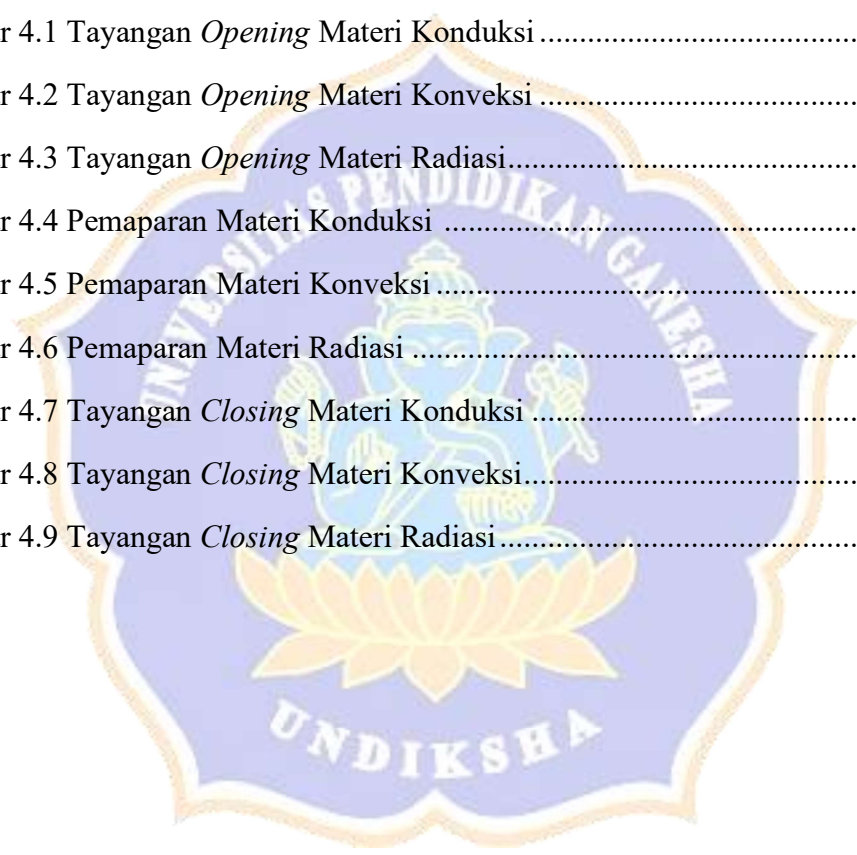 r 4.1 Tayangan Opening Materi Konduksi ........................................
r 4.2 Tayangan Opening Materi Konveksi ........................................
r 4.3 Tayangan Opening Materi Radiasi............................................
r 4.4 Pemaparan Materi Konduksi ....................................................
r 4.5 Pemaparan Materi Konveksi .....................................................
r 4.6 Pemaparan Materi Radiasi ........................................................
r 4.7 Tayangan Closing Materi Konduksi .........................................
r 4.8 Tayangan Closing Materi Konveksi..........................................
r 4.9 Tayangan Closing Materi Radiasi.............................................
UNIVERSITAS PENDIDIKAN GANESHA
UNDIKSHA